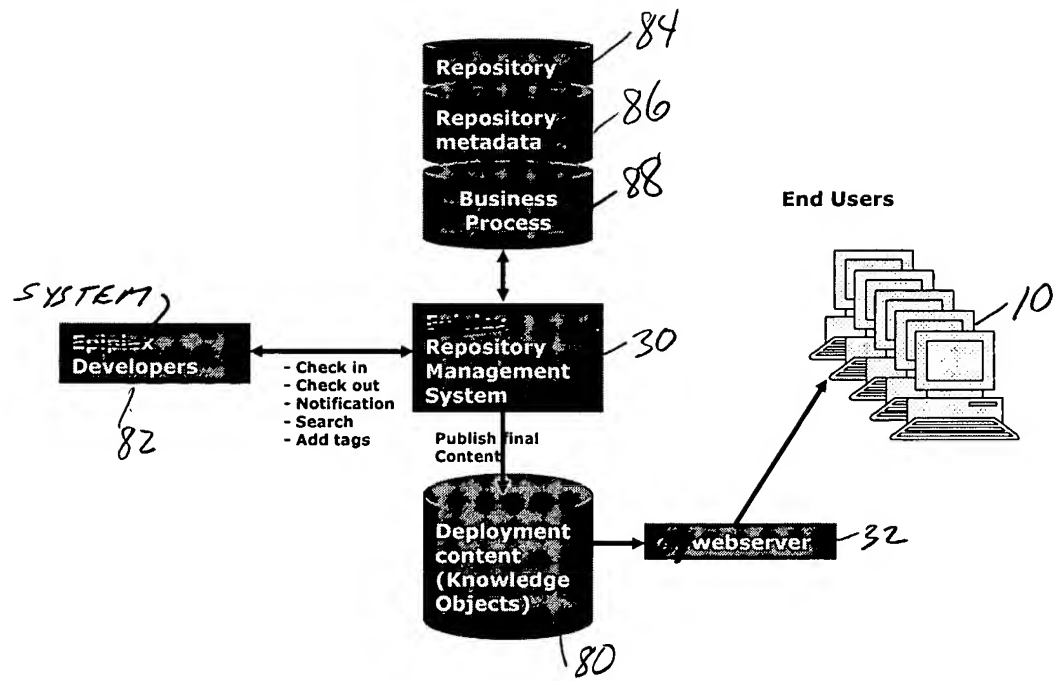 84
Repository
86
Repository
metadata
88
Business
Process
End Users
SYSTEM
10
Epiplex
Developers
30
Repository
Management
System
- Check in
- Check out
- Notification
- Search
- Add tags
82
Publish final
Content
Deployment
content
(Knowledge
Objects)
webserver
32
80